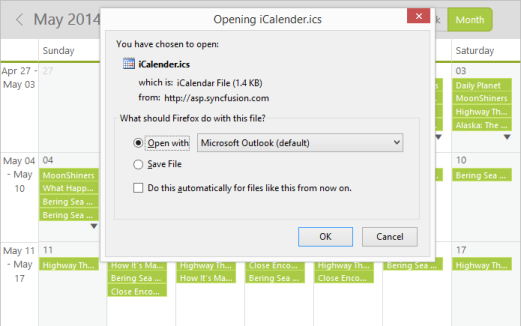 May 2014
Month
Opening iCalender.ics
You have chosen to open:
iCalender.ics
which is: iCalendar File (1.4 KB)
from: http://asp.syncfusion.com
What should Firefox do with this file?
Open with
Microsoft Outlook (default)
Save File
Do this automatically for files like this from now on.
OK
Cancel
Sunday
Saturday
Apr 27 -
May 03
27
03
Daily Planet
MoonShiners
Highway Th...
Alaska: The ...
May 04
- May
10
04
MoonShiners
What Happ...
Bering Sea ...
Bering Sea ...
10
Bering Sea ...
May 11
- May
17
11
Highway Th...
How It's Ma...
Bering Sea ...
Close Enco...
Highway Th...
How It's Ma...
Close Enco...
Bering Sea ...
Highway Th...
Close Enco...
Bering Sea ...
17
Highway Th...